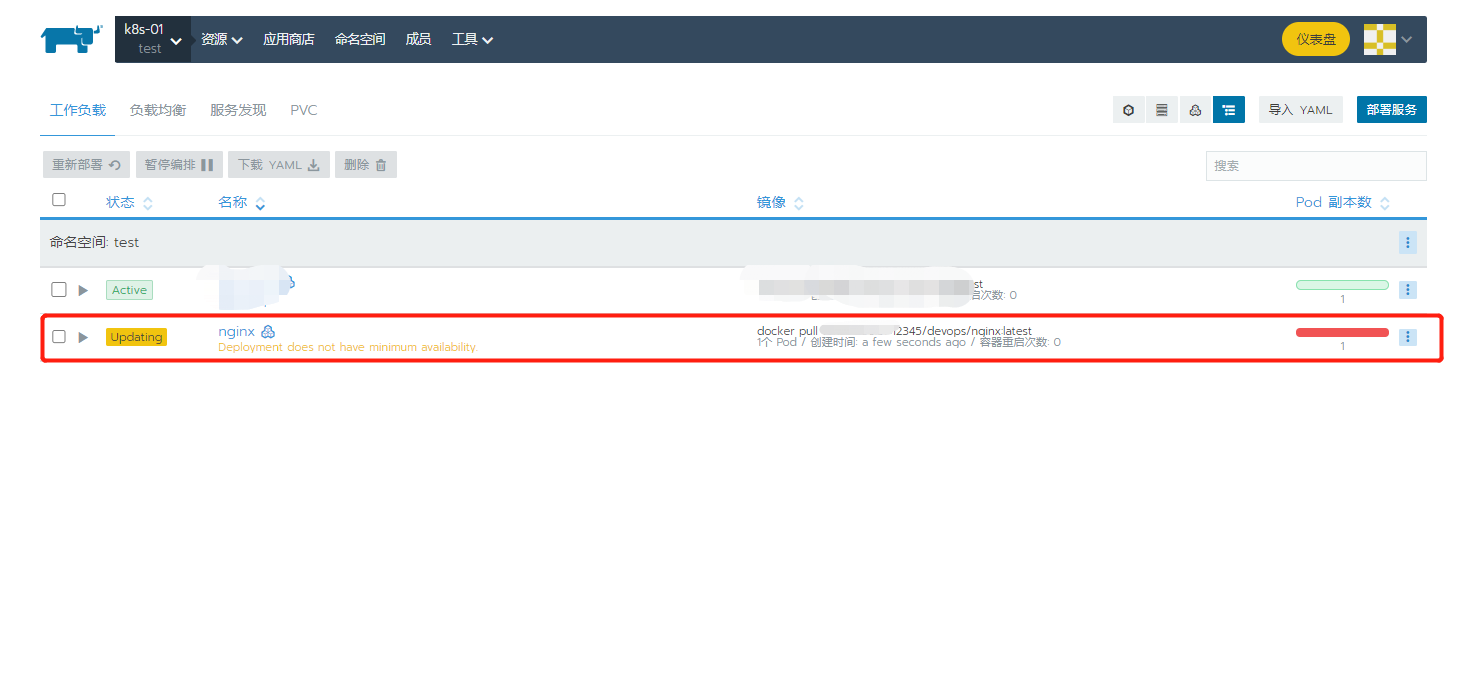 k8s-01
test
资源 应用商店 命名空间 成员 工具
仪表盘
工作负载 负载均衡 服务发现 PVC
导入 YAML 部署服务
重新部署 暂停编排 下载 YAML 删除
搜索
状态 名称 镜像 Pod 副本数
命名空间: test
Active
st
启次数: 0
1
Updating nginx
Deployment does not have minimum availability.
docker pull 12345/devops/nginx:latest
1个 Pod / 创建时间: a few seconds ago / 容器重启次数: 0
1